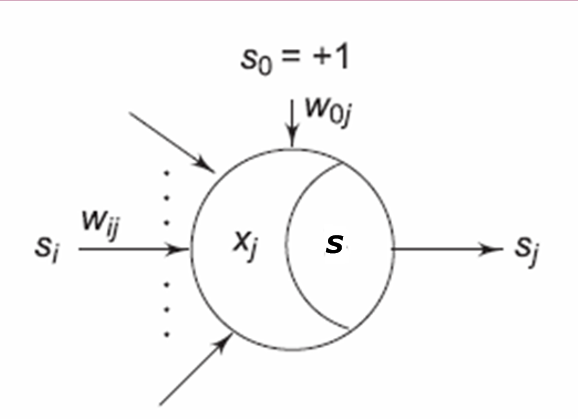 s₀ = +1
w₀ⱼ
wᵢⱼ
sᵢ
xⱼ
s
sⱼ